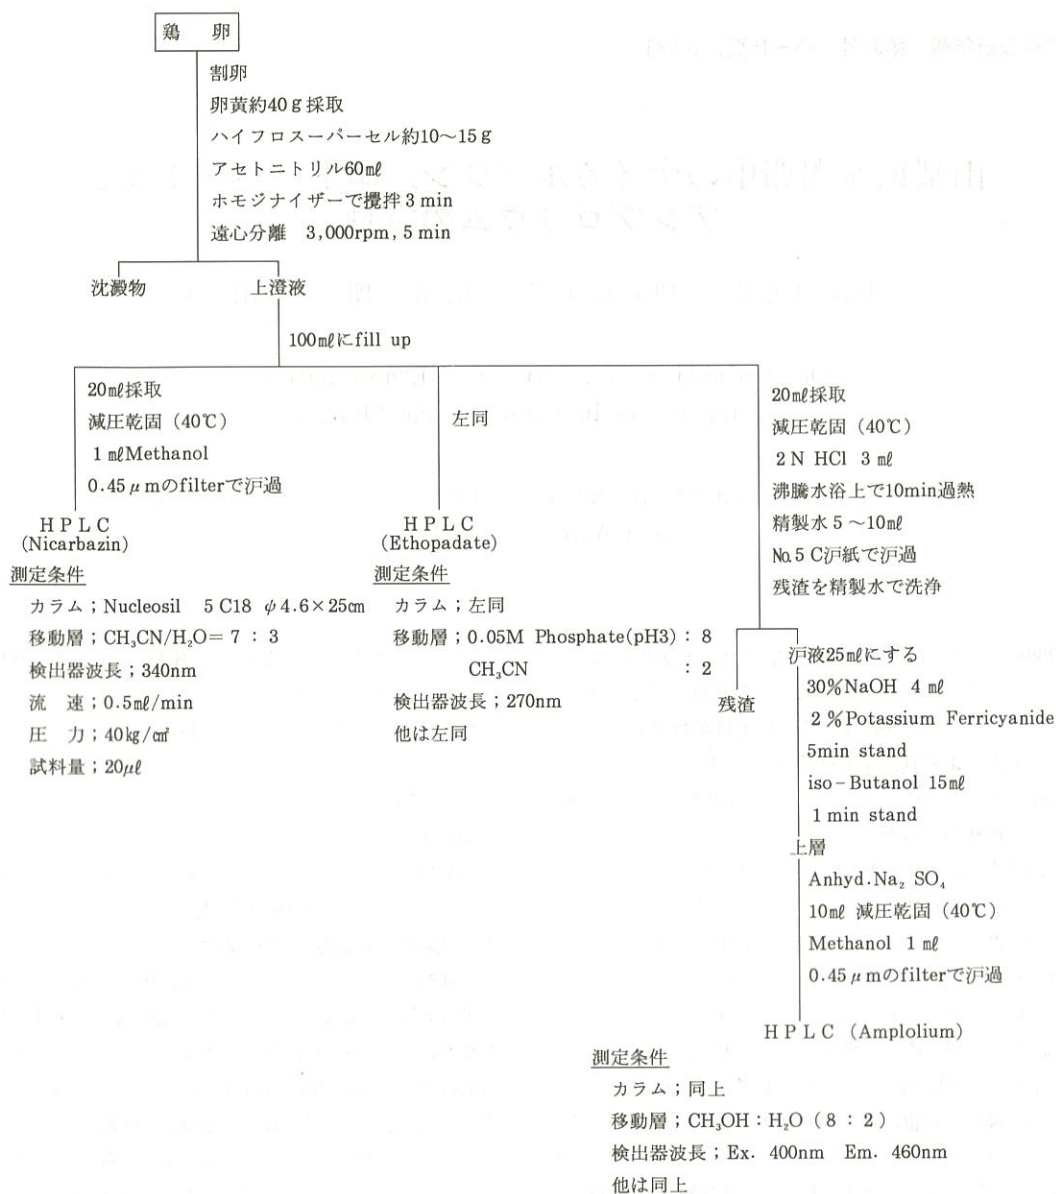 鶏　卵
割卵
卵黄約40g採取
ハイフロスーパーセル約10～15g
アセトニトリル60mℓ
ホモジナイザーで攪拌3min
遠心分離　3,000rpm, 5min
沈澱物
上澄液
100mℓにfill up
20mℓ採取
減圧乾固（40℃）
1mℓMethanol
0.45μmのfilterで沪過
HPLC
(Nicarbazin)
測定条件
カラム；Nucleosil　5C18 φ4.6×25㎝
移動層；CH₃CN/H₂O＝7：3
検出器波長；340nm
流　速；0.5mℓ/min
圧　力；40kg/㎠
試料量；20μℓ
左同
HPLC
(Ethopadate)
測定条件
カラム；左同
移動層；0.05M Phosphate(pH3)：8
CH₃CN　　：2
検出器波長；270nm
他は左同
20mℓ採取
減圧乾固（40℃）
2N HCl 3mℓ
沸騰水浴上で10min過熱
精製水5～10mℓ
No.5C沪紙で沪過
残渣を精製水で洗浄
残渣
沪液25mℓにする
30%NaOH 4mℓ
2%Potassium Ferricyanide
5min stand
iso-Butanol 15mℓ
1min stand
上層
Anhyd.Na₂ SO₄
10mℓ 減圧乾固（40℃）
Methanol 1mℓ
0.45μmのfilterで沪過
HPLC (Amplolium)
測定条件
カラム；同上
移動層；CH₃OH：H₂O（8：2）
検出器波長；Ex. 400nm　Em. 460nm
他は同上